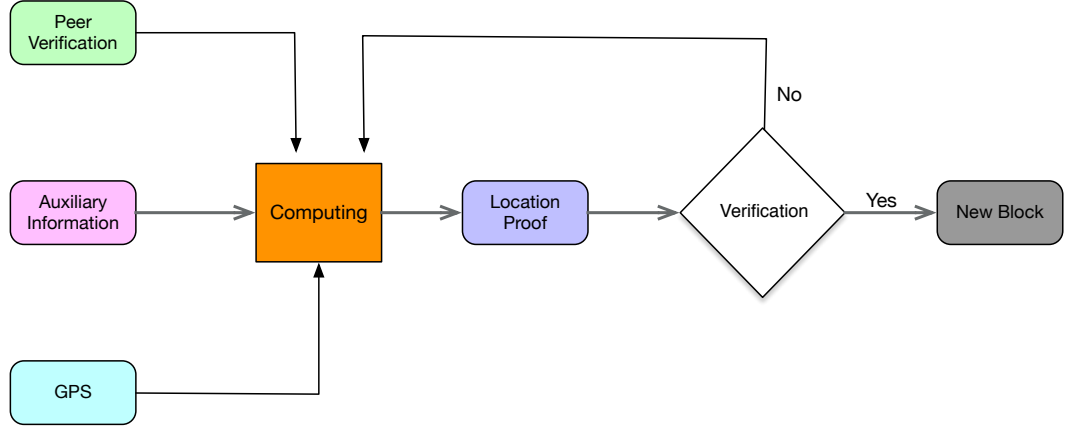 Peer
Verification
No
Auxiliary
Information
Computing
Location
Proof
Verification
Yes
New Block
GPS